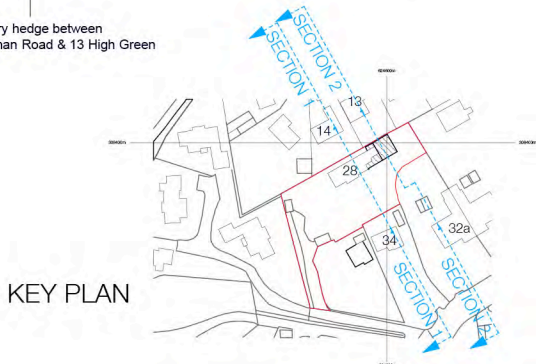 ry hedge between
nan Road & 13 High Green
SECTION 1
SECTION 2
13
14
28
32a
34
KEY PLAN
SECTION 1
SECTION 2